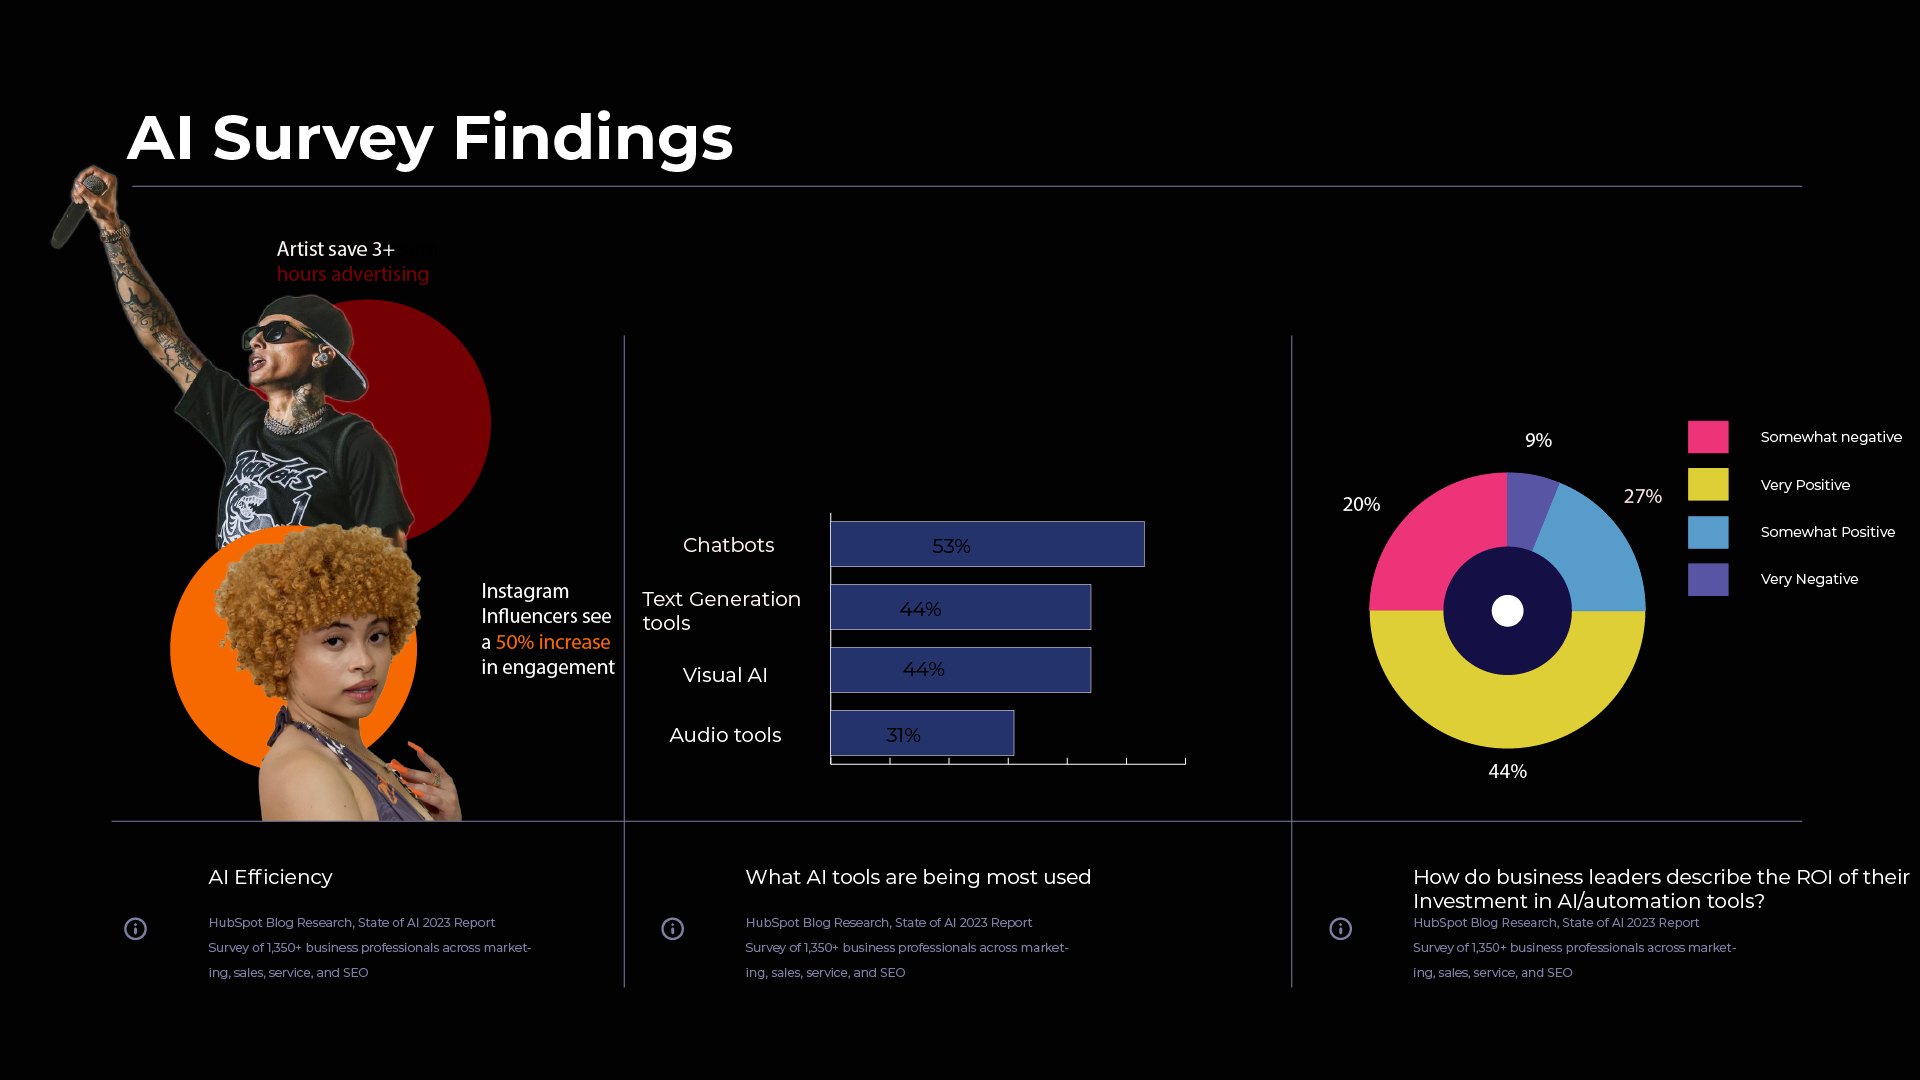 AI Survey Findings
Artist save 3+
hours advertising
Instagram
Influencers see
a 50% increase
in engagement
Chatbots
53%
Text Generation
tools
44%
Visual AI
44%
Audio tools
31%
9%
27%
20%
44%
Somewhat negative
Very Positive
Somewhat Positive
Very Negative
AI Efficiency
HubSpot Blog Research, State of AI 2023 Report
Survey of 1,350+ business professionals across market-
ing, sales, service, and SEO
What AI tools are being most used
HubSpot Blog Research, State of AI 2023 Report
Survey of 1,350+ business professionals across market-
ing, sales, service, and SEO
How do business leaders describe the ROI of their
Investment in AI/automation tools?
HubSpot Blog Research, State of AI 2023 Report
Survey of 1,350+ business professionals across market-
ing, sales, service, and SEO